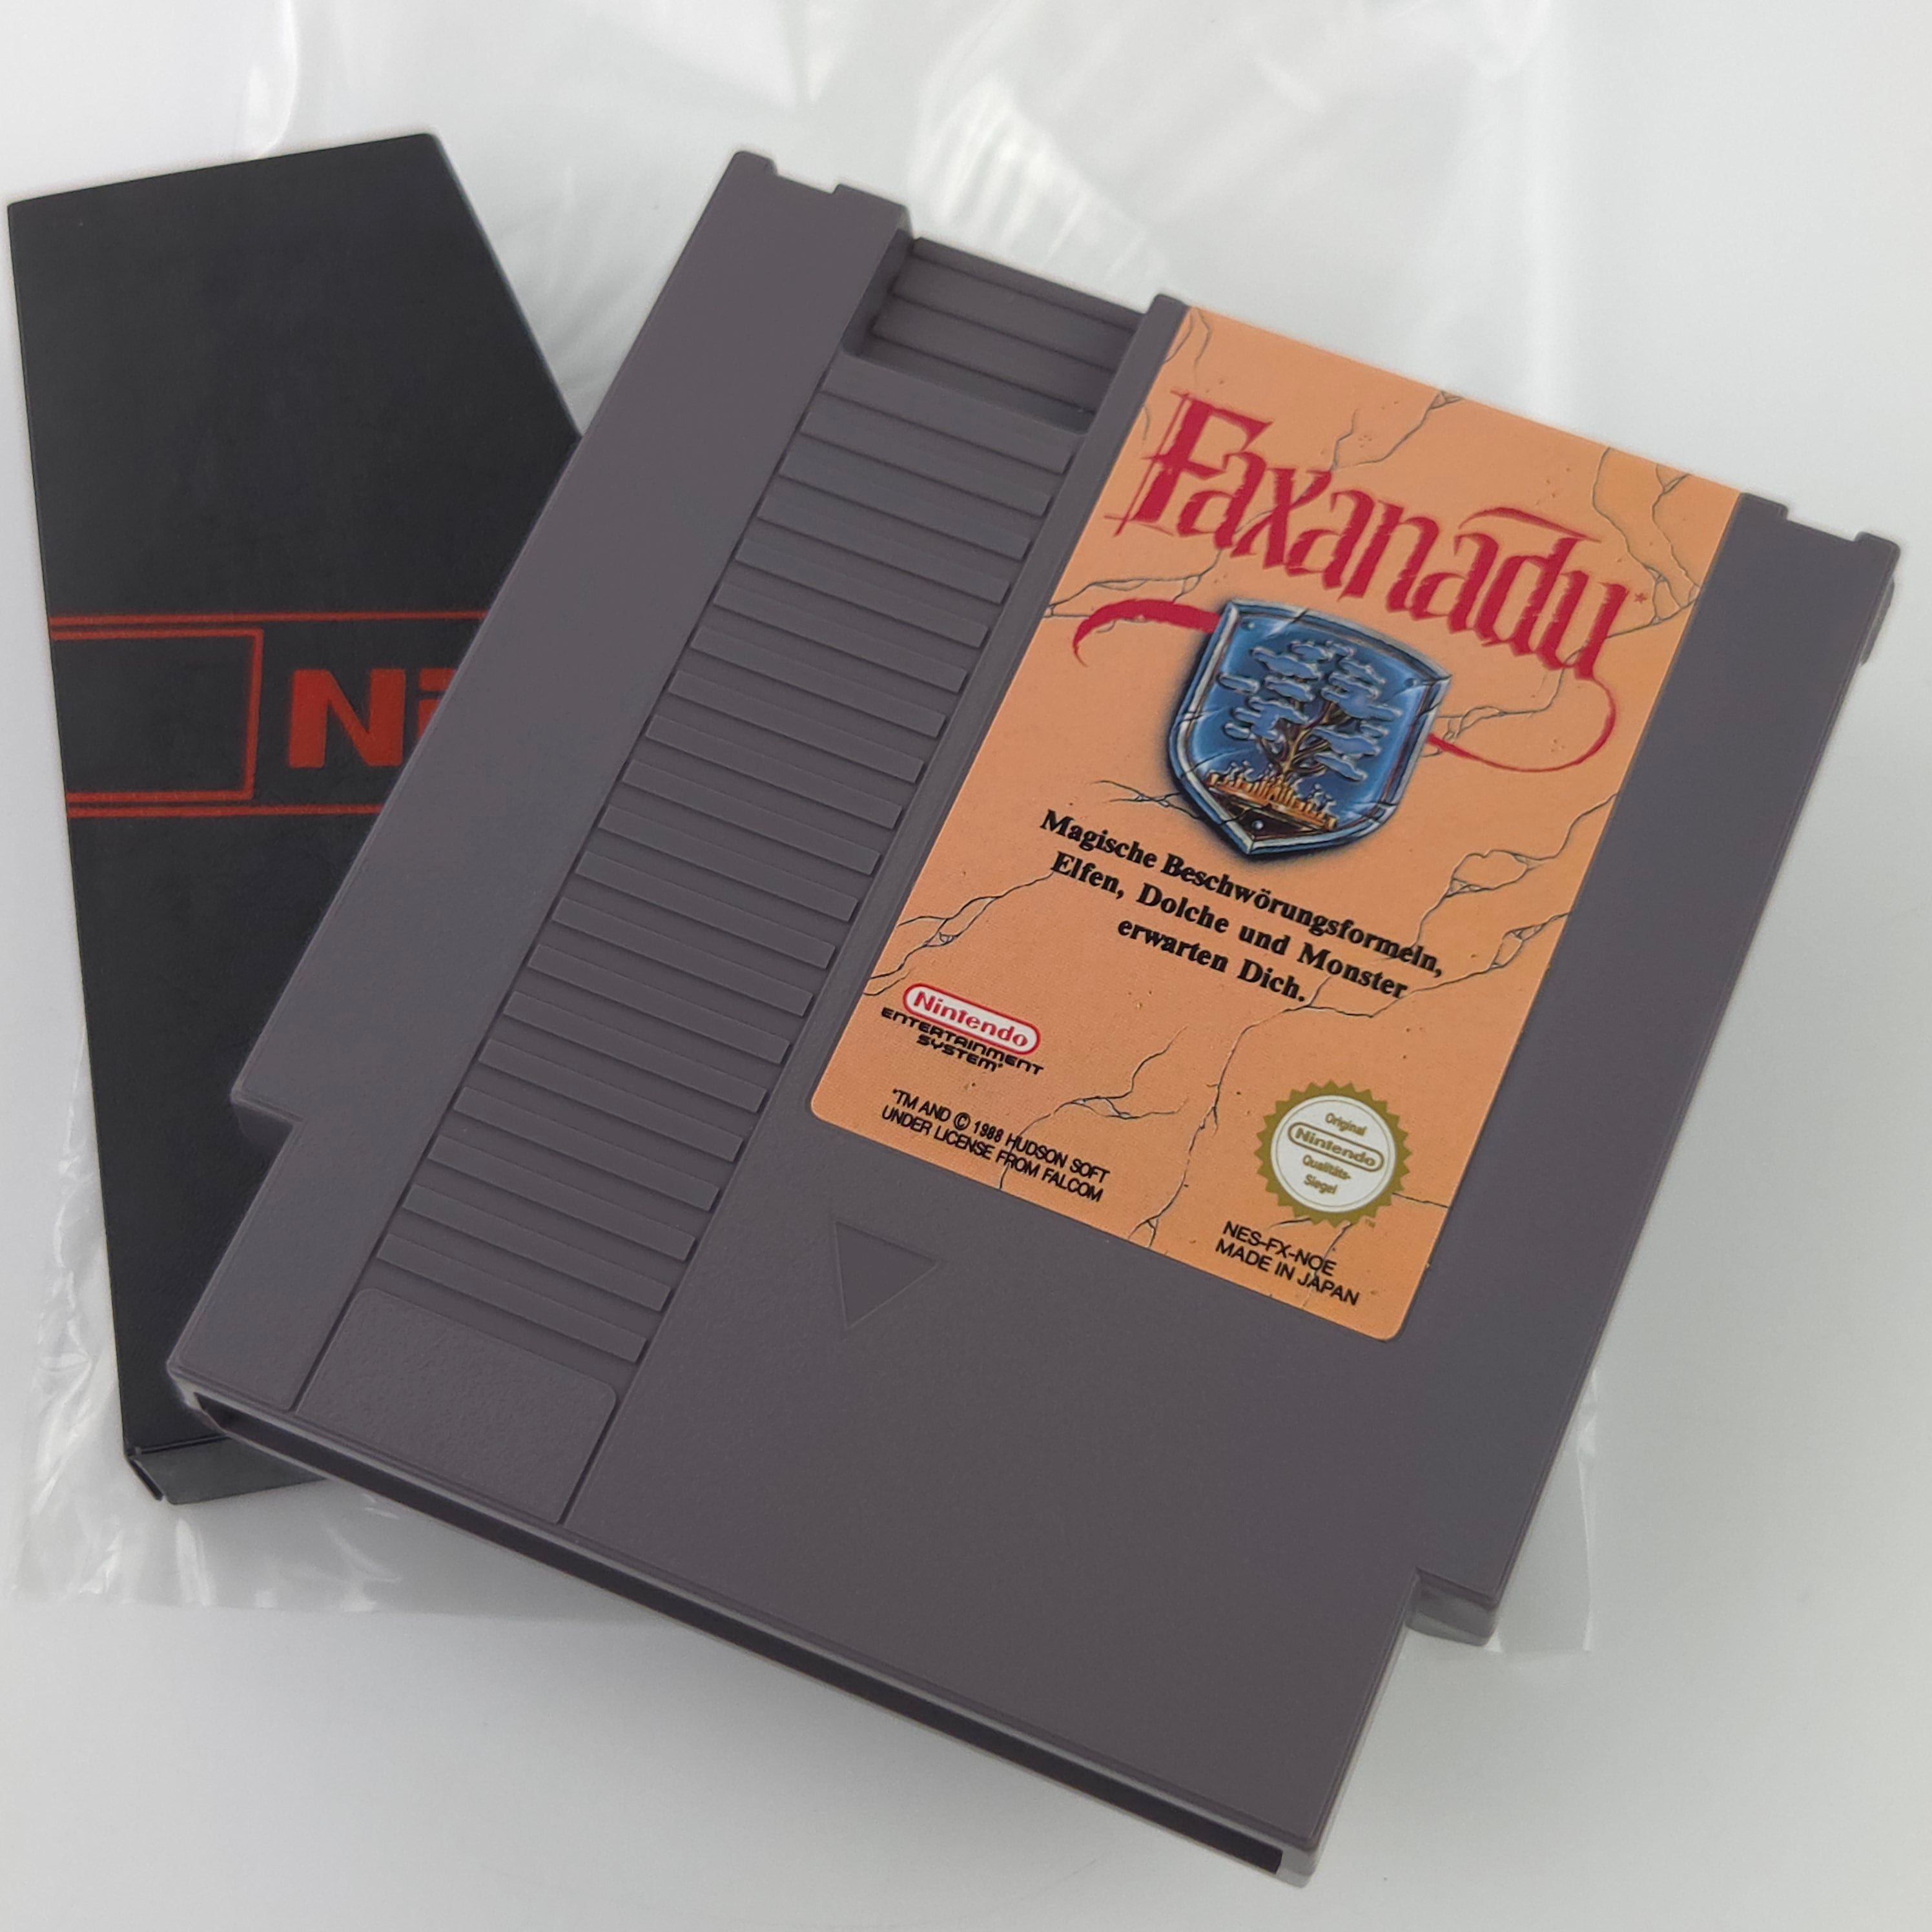 Ni
Faxanadu*
Magische Beschwörungsformeln,
Elfen, Dolche und Monster
erwarten Dich.
Nintendo
ENTERTAINMENT
SYSTEM®
*TM AND © 1988 HUDSON SOFT
UNDER LICENSE FROM FALCOM
Original
Nintendo
Qualitäts-
Siegel
TM
NES-FX-NOE
MADE IN JAPAN